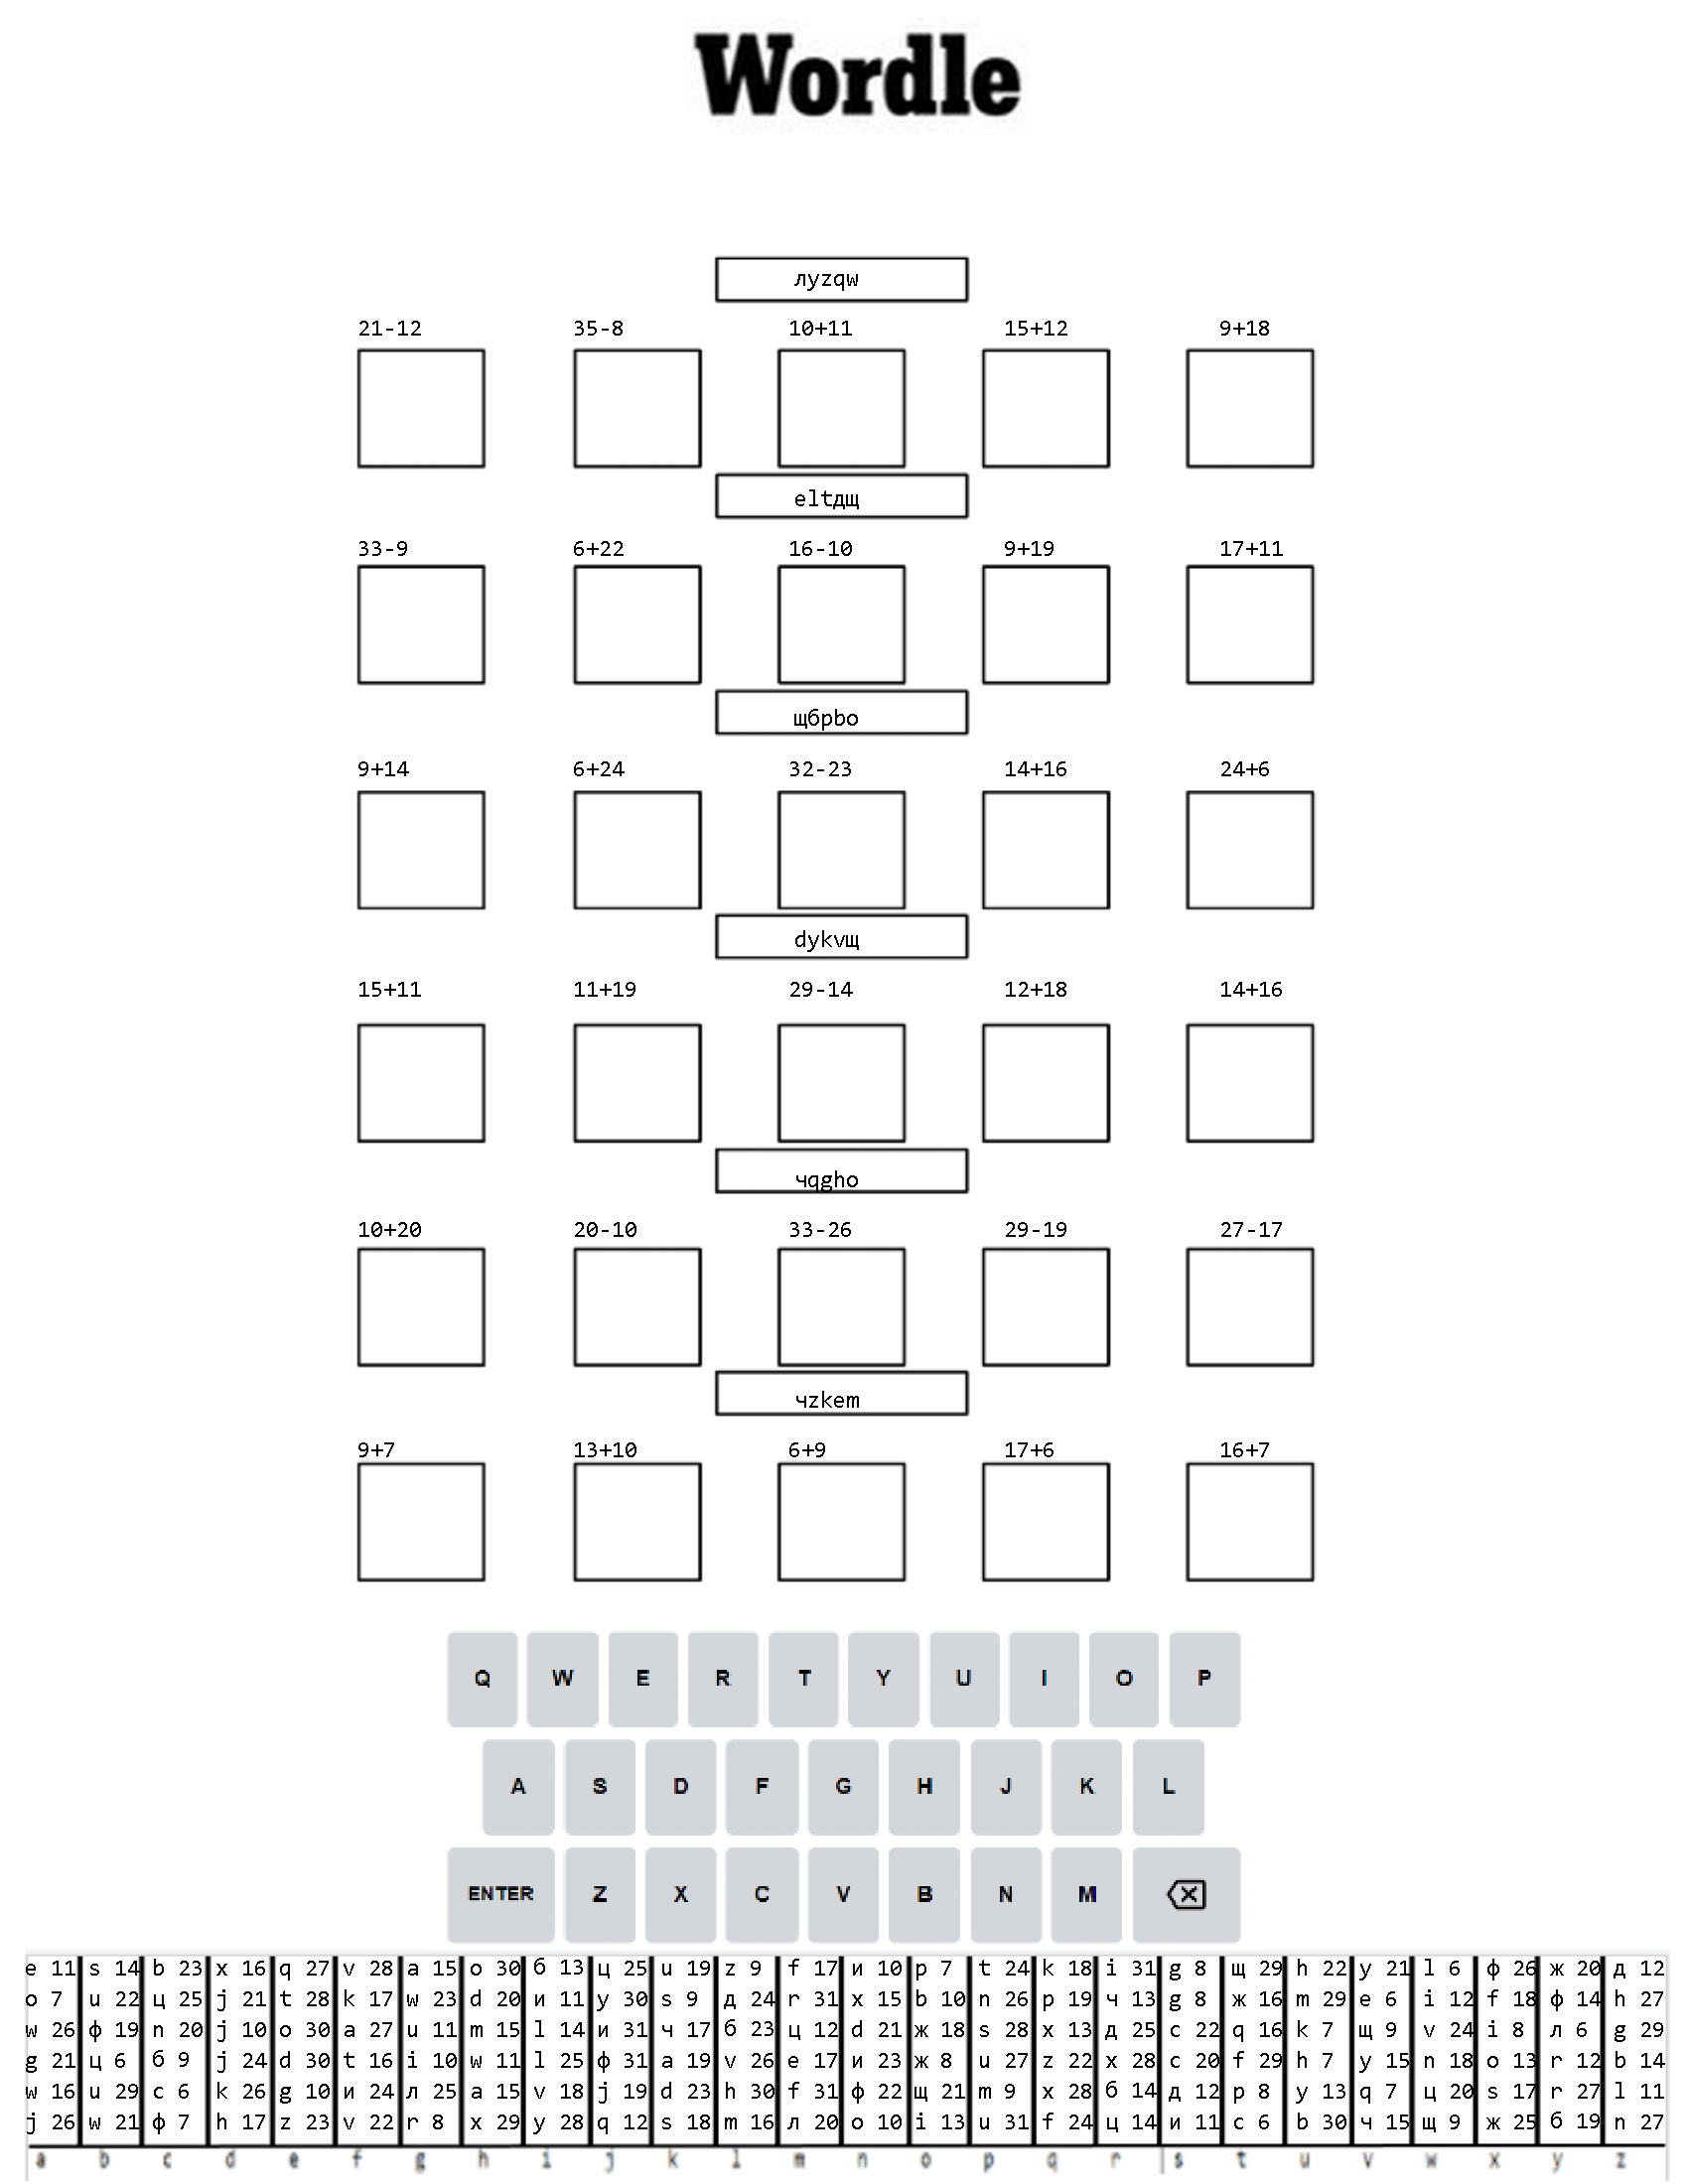 Wordle
лyzqw
21-12 35-8 10+11 15+12 9+18
eltдщ
33-9 6+22 16-10 9+19 17+11
щбpbo
9+14 6+24 32-23 14+16 24+6
dykvщ
15+11 11+19 29-14 12+18 14+16
чqgho
10+20 20-10 33-26 29-19 27-17
чzkem
9+7 13+10 6+9 17+6 16+7
Q W E R T Y U I O P
A S D F G H J K L
ENTER Z X C V B N M
e 11 s 14 b 23 x 16 q 27 v 28 a 15 o 30 б 13 ц 25 u 19 z 9 f 17 и 10 p 7 t 24 k 18 i 31 g 8 щ 29 h 22 y 21 l 6 ф 26 ж 20 д 12
o 7 u 22 ц 25 j 21 t 28 k 17 w 23 d 20 и 11 y 30 s 9 д 24 r 31 x 15 b 10 n 26 p 19 ч 13 g 8 ж 16 m 29 e 6 i 12 f 18 ф 14 h 27
w 26 ф 19 n 20 j 10 o 30 a 27 u 11 m 15 l 14 и 31 ч 17 б 23 ц 12 d 21 ж 18 s 28 x 13 д 25 c 22 q 16 k 7 щ 9 v 24 i 8 л 6 g 29
g 21 ц 6 б 9 j 24 d 30 t 16 i 10 w 11 l 25 ф 31 a 19 v 26 e 17 и 23 ж 8 u 27 z 22 x 28 c 20 f 29 h 7 y 15 n 18 o 13 r 12 b 14
w 16 u 29 c 6 k 26 g 10 и 24 л 25 a 15 v 18 j 19 d 23 h 30 f 31 ф 22 щ 21 m 9 x 28 б 14 д 12 p 8 y 13 q 7 ц 20 s 17 r 27 l 11
j 26 w 21 ф 7 h 17 z 23 v 22 r 8 x 29 y 28 q 12 s 18 m 16 л 20 o 10 i 13 u 31 f 24 ц 14 и 11 c 6 b 30 ч 15 щ 9 ж 25 б 19 n 27
a b c d e f g h i j k l m n o p q r s t u v w x y z